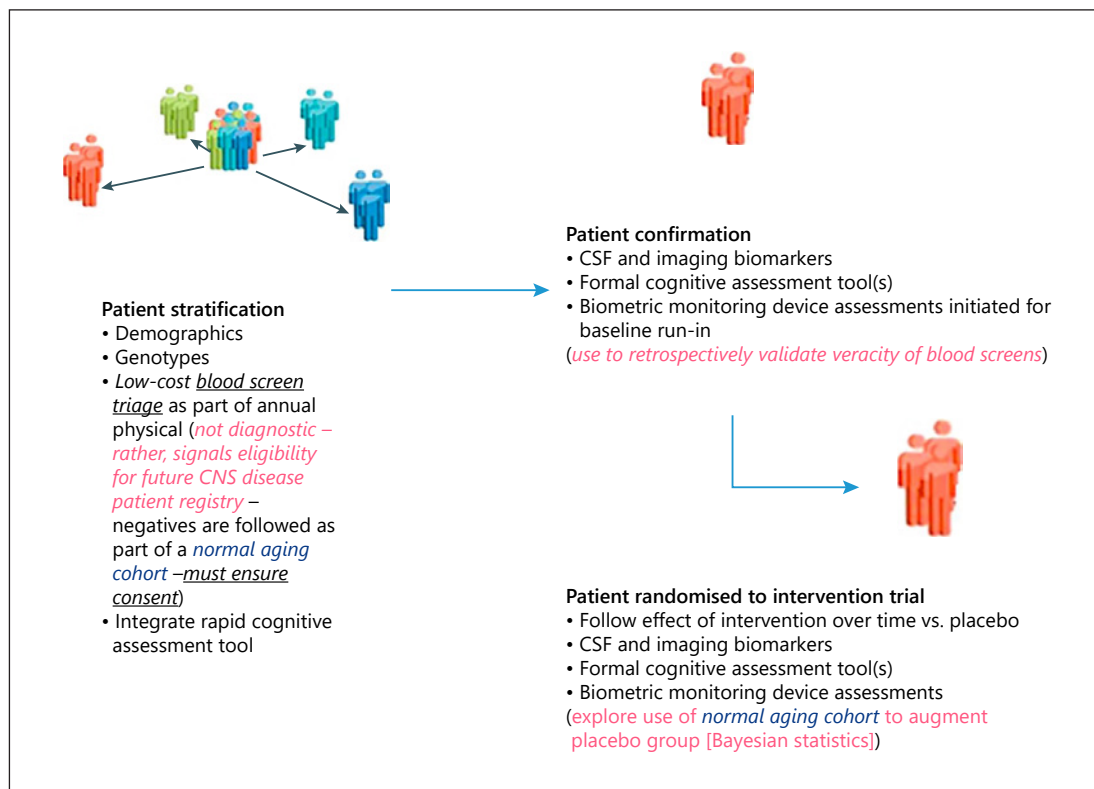 Patient stratification
• Demographics
• Genotypes
• Low-cost blood screen
triage as part of annual
physical (not diagnostic –
rather, signals eligibility
for future CNS disease
patient registry –
negatives are followed as
part of a normal aging
cohort –must ensure
consent)
• Integrate rapid cognitive
assessment tool
Patient confirmation
• CSF and imaging biomarkers
• Formal cognitive assessment tool(s)
• Biometric monitoring device assessments initiated for
baseline run-in
(use to retrospectively validate veracity of blood screens)
Patient randomised to intervention trial
• Follow effect of intervention over time vs. placebo
• CSF and imaging biomarkers
• Formal cognitive assessment tool(s)
• Biometric monitoring device assessments
(explore use of normal aging cohort to augment
placebo group [Bayesian statistics])